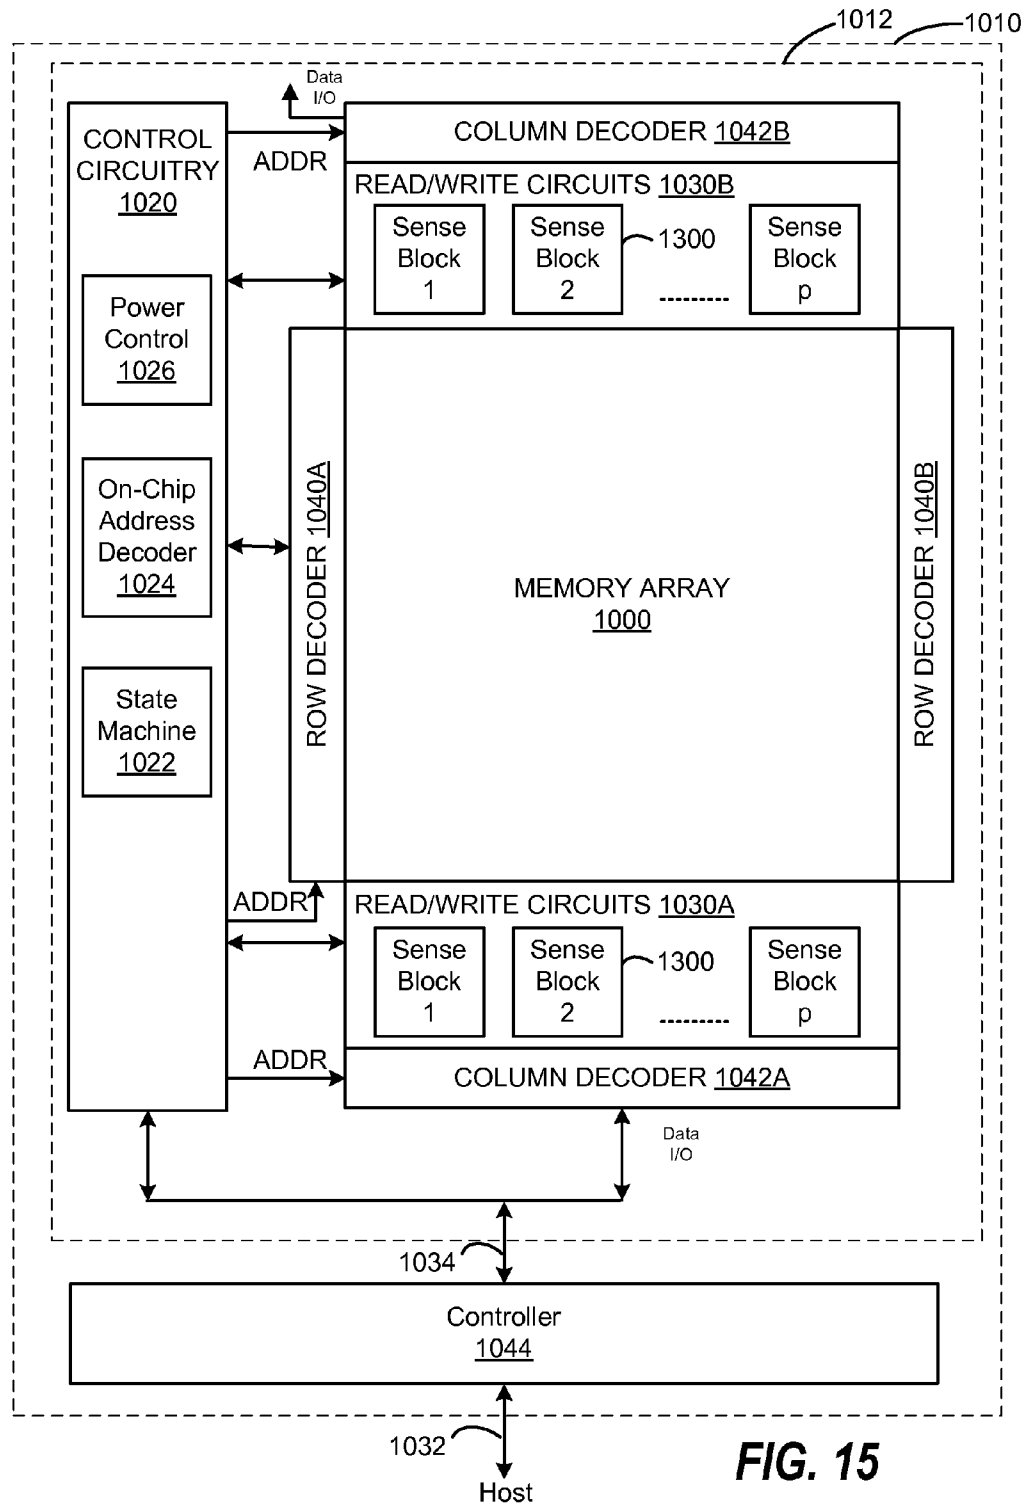 1012
1010
Data
I/O
CONTROL
CIRCUITRY
1020
ADDR
COLUMN DECODER 1042B
READ/WRITE CIRCUITS 1030B
Sense
Block
1
Sense
Block
2
1300
.........
Sense
Block
p
Power
Control
1026
On-Chip
Address
Decoder
1024
State
Machine
1022
ROW DECODER 1040A
MEMORY ARRAY
1000
ROW DECODER 1040B
ADDR
READ/WRITE CIRCUITS 1030A
Sense
Block
1
Sense
Block
2
1300
.........
Sense
Block
p
ADDR
COLUMN DECODER 1042A
Data
I/O
1034
Controller
1044
1032
Host
FIG. 15